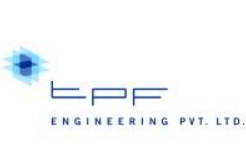 tpf
ENGINEERING PVT. LTD.